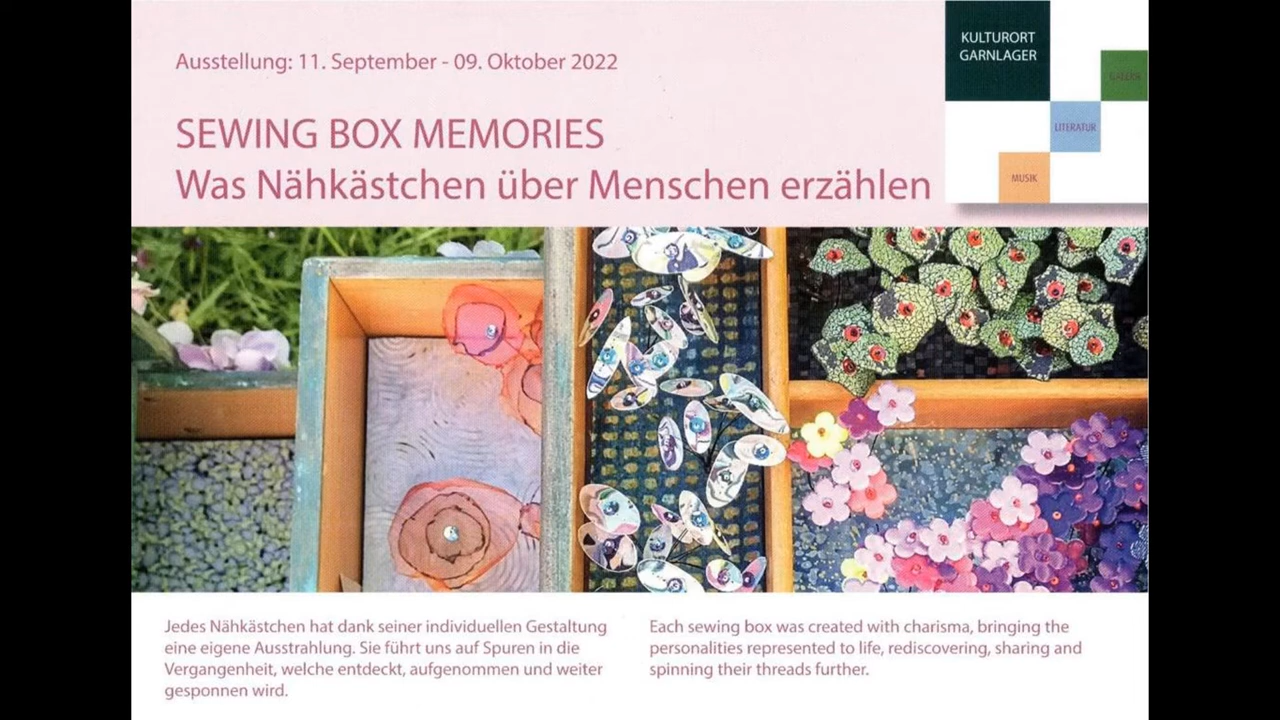 Ausstellung: 11. September - 09. Oktober 2022
SEWING BOX MEMORIES
Was Nähkästchen über Menschen erzählen
KULTURORT
GARNLAGER
GALERIE
LITERATUR
MUSIK
Jedes Nähkästchen hat dank seiner individuellen Gestaltung
eine eigene Ausstrahlung. Sie führt uns auf Spuren in die
Vergangenheit, welche entdeckt, aufgenommen und weiter
gesponnen wird.
Each sewing box was created with charisma, bringing the
personalities represented to life, rediscovering, sharing and
spinning their threads further.